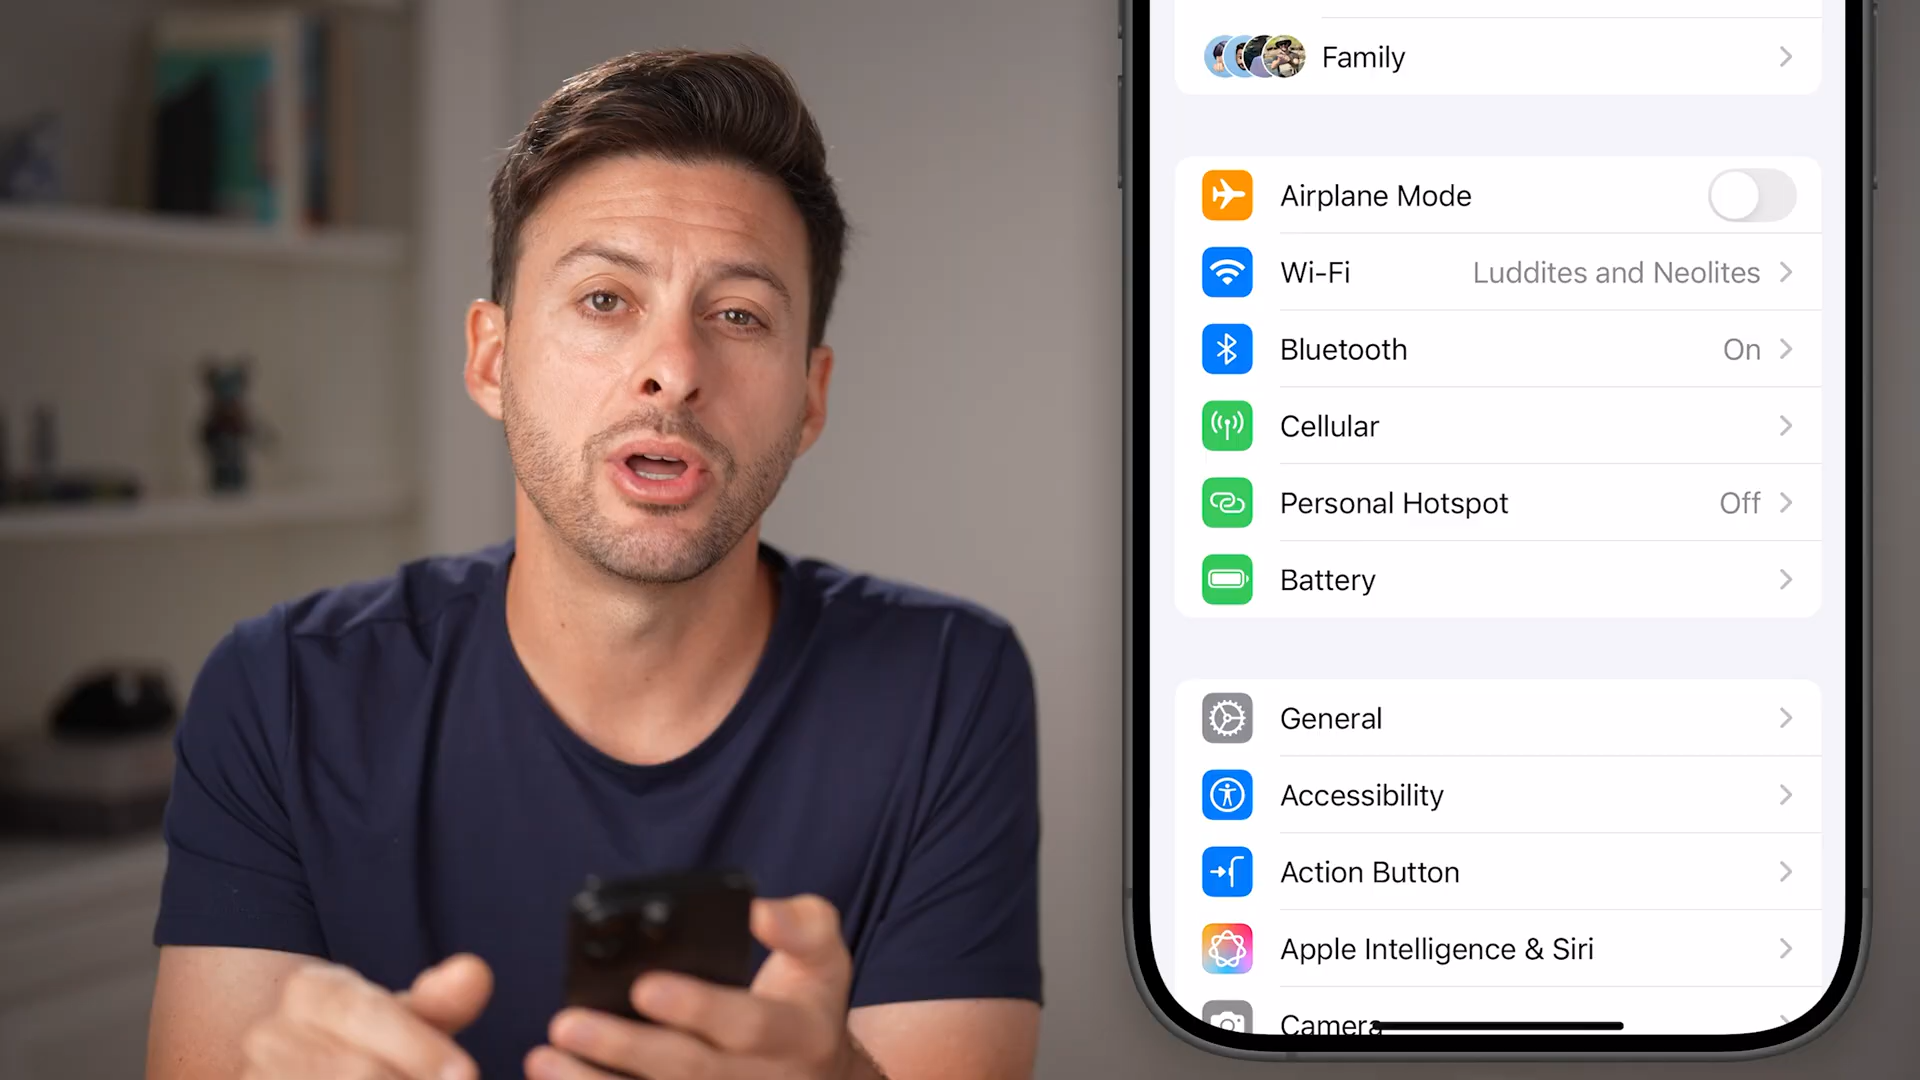 Family
Airplane Mode
Wi-Fi Luddites and Neolites
Bluetooth On
Cellular
Personal Hotspot Off
Battery
General
Accessibility
Action Button
Apple Intelligence & Siri
Camera